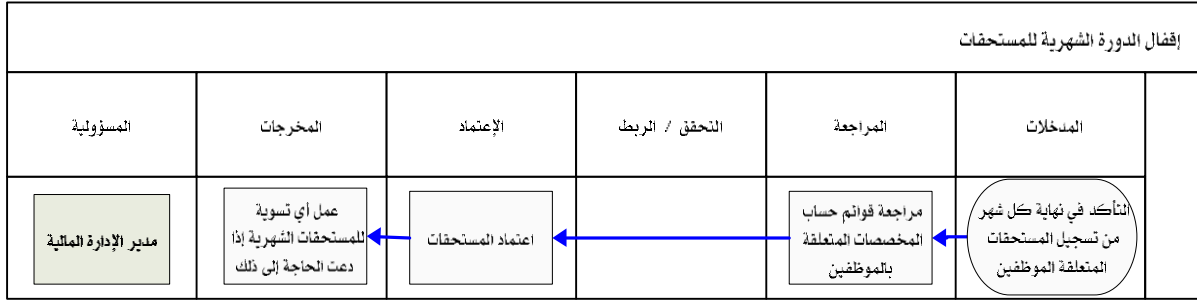 إقفال الدورة الشهرية للمستحقات
المدخلات
المراجعة
التحقق / الربط
الإعتماد
المخرجات
المسؤولية
التأكد في نهاية كل شهر
من تسجيل المستحقات
المتعلقة الموظفين
مراجعة قوائم حساب
المخصصات المتعلقة
بالموظفين
اعتماد المستحقات
عمل أي تسوية
للمستحقات الشهرية إذا
دعت الحاجة إلى ذلك
مدير الإدارة المالية